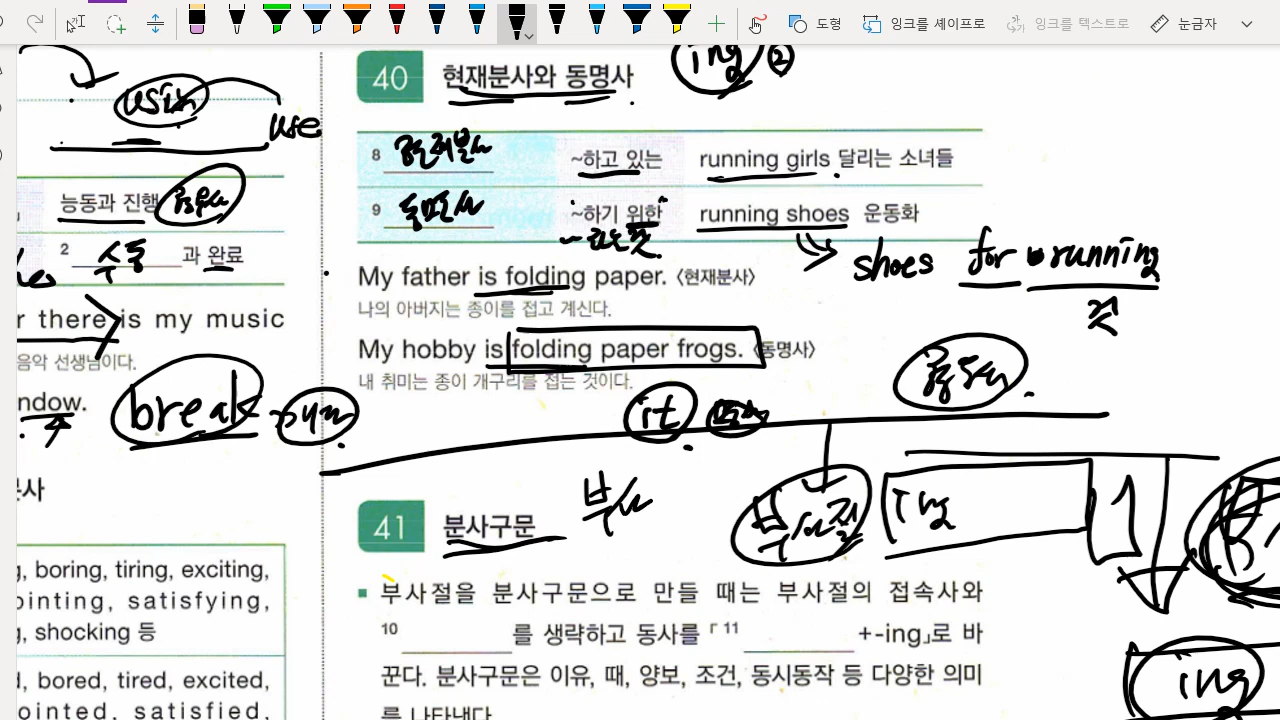 도형 잉크를 셰이프로 잉크를 텍스트로 눈금자
ing ②
40 현재분사와 동명사
use
8 ~하고 있는 running girls 달리는 소녀들
능동과 진행
9 ~하기 위한 running shoes 운동화
2 수동 과 완료
shoes for running
My father is folding paper. 〈현재분사〉
나의 아버지는 종이를 접고 계신다.
것
r there is my music
음악 선생님이다.
My hobby is folding paper frogs. 〈동명사〉
내 취미는 종이 개구리를 접는 것이다.
ndow.
break
it
41 분사구문
부사
부사절
ing
부사절을 분사구문으로 만들 때는 부사절의 접속사와
10 를 생략하고 동사를 「11 +-ing」로 바
꾼다. 분사구문은 이유, 때, 양보, 조건, 동시동작 등 다양한 의미
를 나타낸다.
ing
g, boring, tiring, exciting,
ointing, satisfying,
g, shocking 등
d, bored, tired, excited,
ointed, satisfied,